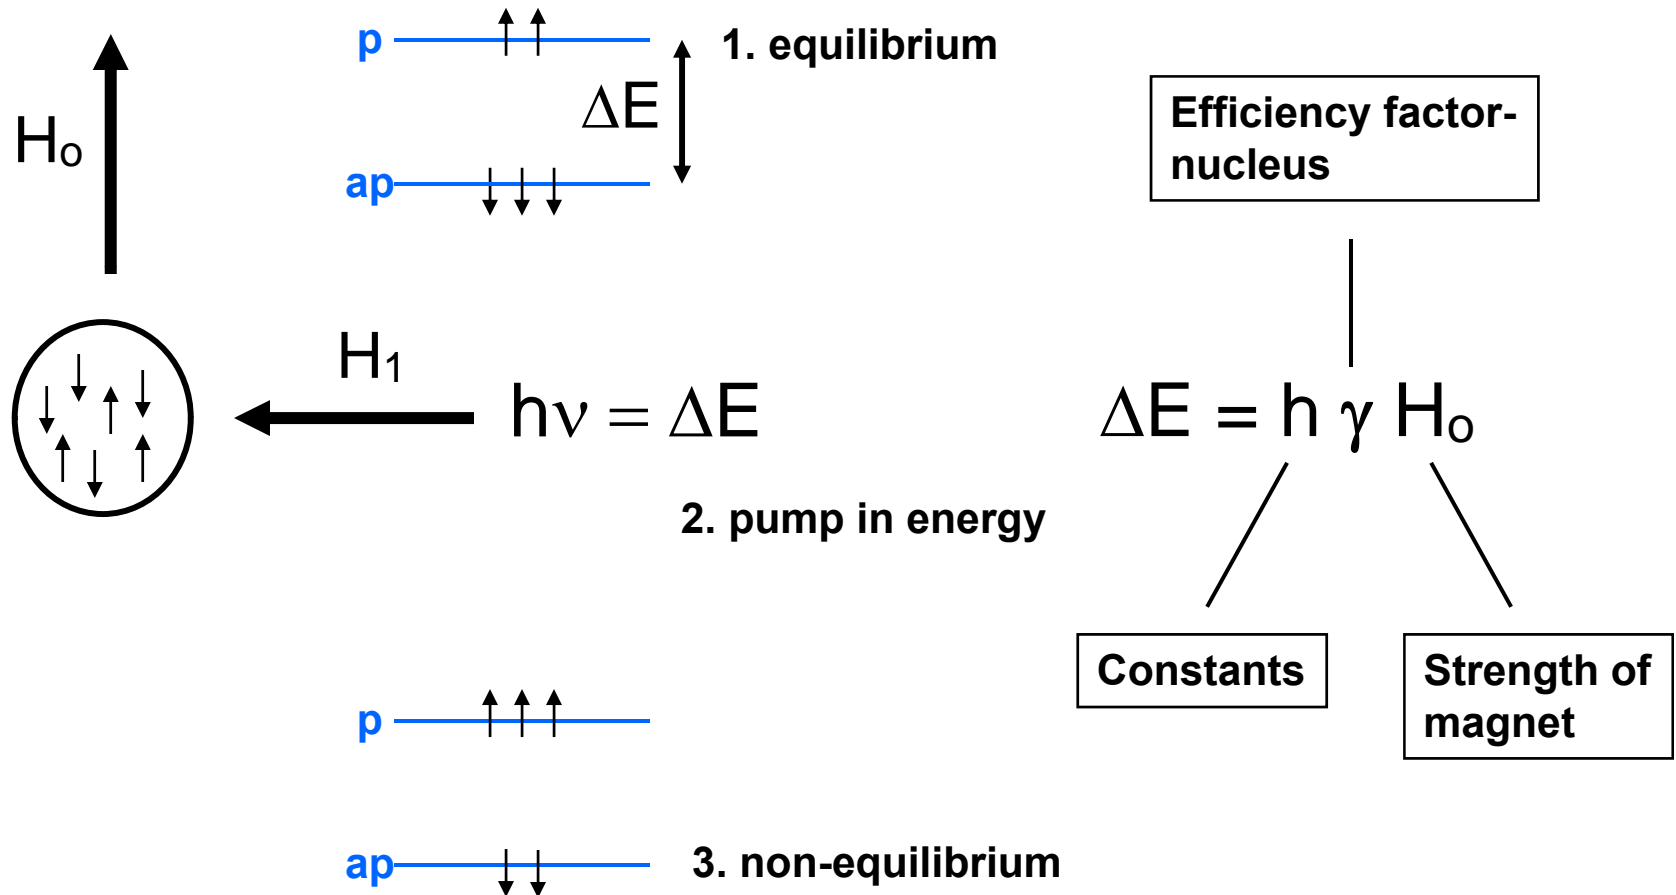 p
1. equilibrium
ΔE
ap
Hₒ
Efficiency factor-
nucleus
H₁
hν = ΔE
ΔE = h γ Hₒ
2. pump in energy
Constants
Strength of
magnet
p
ap
3. non-equilibrium